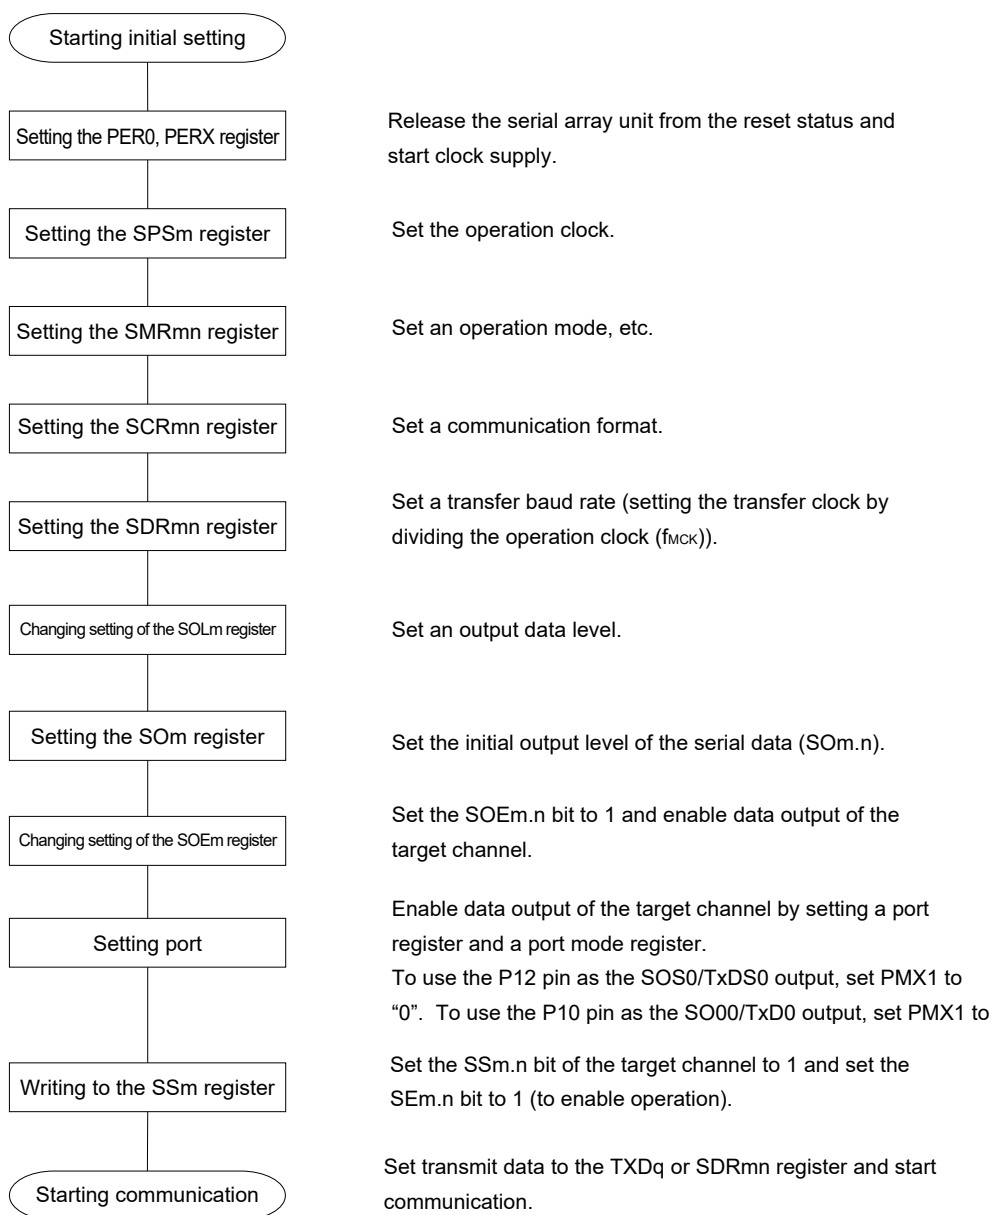 Starting initial setting
Setting the PER0, PERX register
Release the serial array unit from the reset status and
start clock supply.
Setting the SPSm register
Set the operation clock.
Setting the SMRmn register
Set an operation mode, etc.
Setting the SCRmn register
Set a communication format.
Setting the SDRmn register
Set a transfer baud rate (setting the transfer clock by
dividing the operation clock (fMCK)).
Changing setting of the SOLm register
Set an output data level.
Setting the SOm register
Set the initial output level of the serial data (SOm.n).
Changing setting of the SOEm register
Set the SOEm.n bit to 1 and enable data output of the
target channel.
Setting port
Enable data output of the target channel by setting a port
register and a port mode register.
To use the P12 pin as the SOS0/TxDS0 output, set PMX1 to
“0”. To use the P10 pin as the SO00/TxD0 output, set PMX1 to
Writing to the SSm register
Set the SSm.n bit of the target channel to 1 and set the
SEm.n bit to 1 (to enable operation).
Starting communication
Set transmit data to the TXDq or SDRmn register and start
communication.